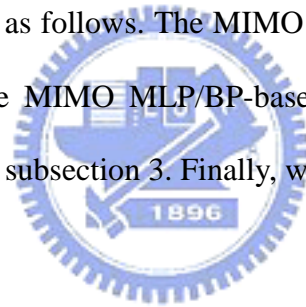 as follows. The MIMO
e MIMO MLP/BP-base
subsection 3. Finally, w
1896